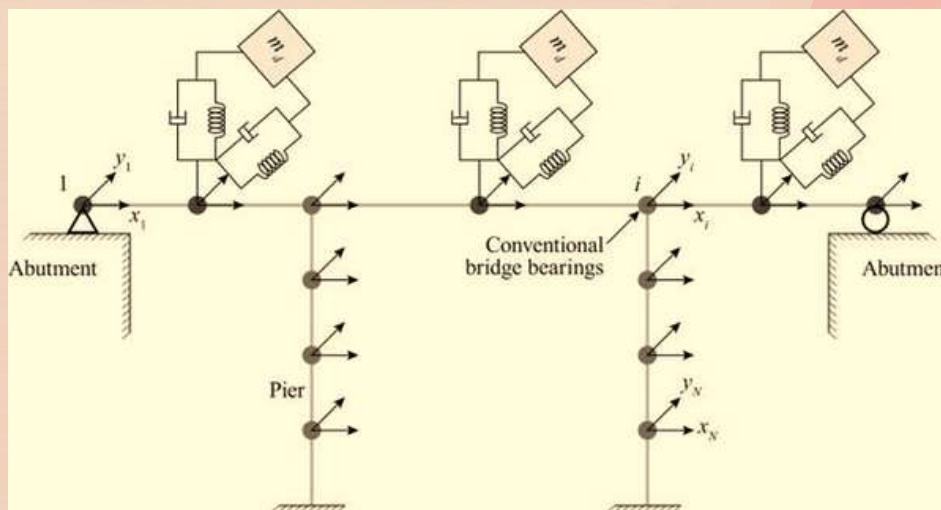 m_d
m_d
m_d
y_1
y_i
1
i
x_1
x_i
Abutment
Conventional
bridge bearings
Abutmen
Pier
y_N
x_N